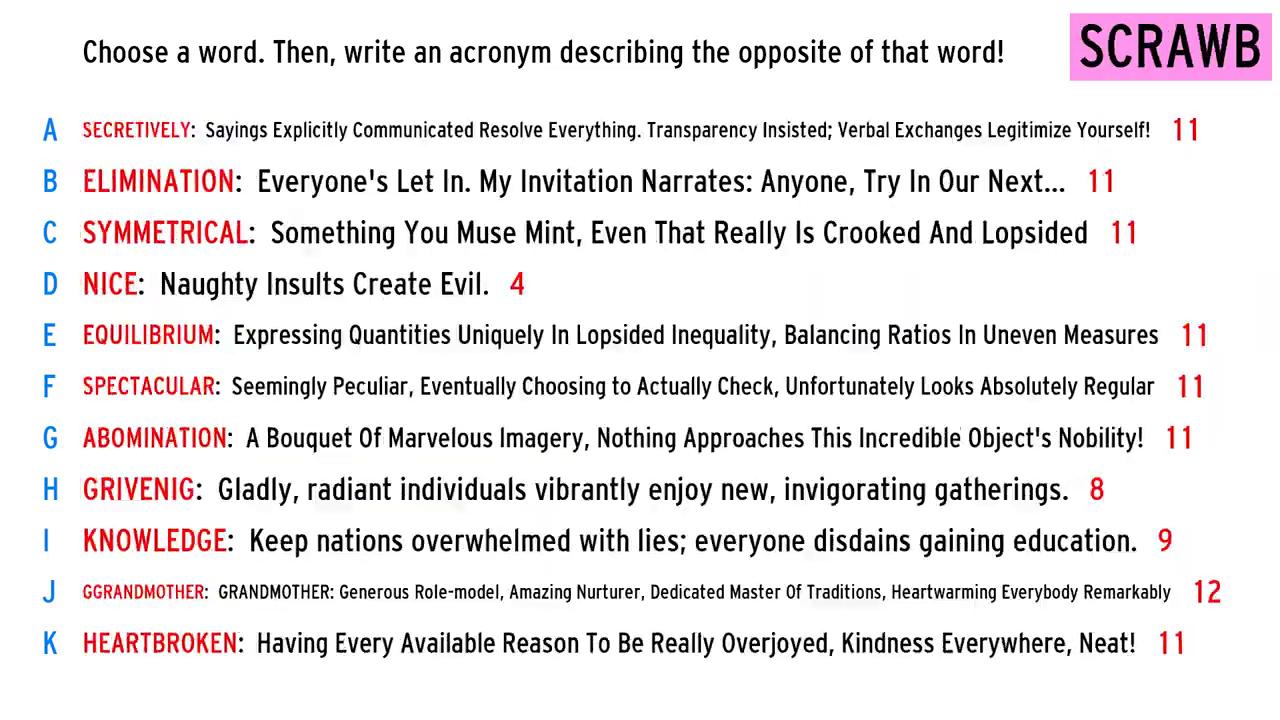 Choose a word. Then, write an acronym describing the opposite of that word!
SCRAWB
A SECRETIVELY: Sayings Explicitly Communicated Resolve Everything. Transparency Insisted; Verbal Exchanges Legitimize Yourself! 11
B ELIMINATION: Everyone's Let In. My Invitation Narrates: Anyone, Try In Our Next... 11
C SYMMETRICAL: Something You Muse Mint, Even That Really Is Crooked And Lopsided 11
D NICE: Naughty Insults Create Evil. 4
E EQUILIBRIUM: Expressing Quantities Uniquely In Lopsided Inequality, Balancing Ratios In Uneven Measures 11
F SPECTACULAR: Seemingly Peculiar, Eventually Choosing to Actually Check, Unfortunately Looks Absolutely Regular 11
G ABOMINATION: A Bouquet Of Marvelous Imagery, Nothing Approaches This Incredible Object's Nobility! 11
H GRIVENIG: Gladly, radiant individuals vibrantly enjoy new, invigorating gatherings. 8
I KNOWLEDGE: Keep nations overwhelmed with lies; everyone disdains gaining education. 9
J GGRANDMOTHER: GRANDMOTHER: Generous Role-model, Amazing Nurturer, Dedicated Master Of Traditions, Heartwarming Everybody Remarkably 12
K HEARTBROKEN: Having Every Available Reason To Be Really Overjoyed, Kindness Everywhere, Neat! 11